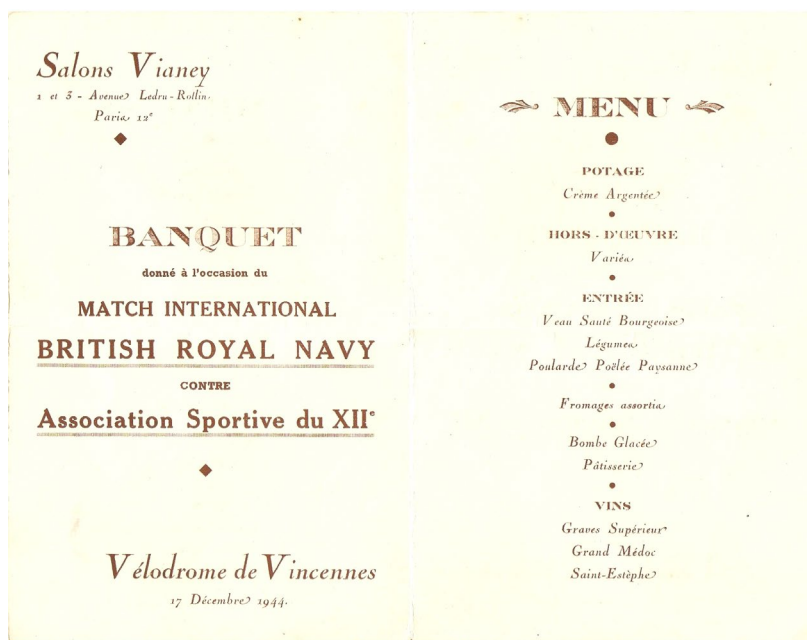 Salons Vianey
1 et 3 - Avenue Ledru-Rollin.
Paris 12e
BANQUET
donné à l'occasion du
MATCH INTERNATIONAL
BRITISH ROYAL NAVY
CONTRE
Association Sportive du XIIe
Vélodrome de Vincennes
17 Décembre 1944.
MENU
POTAGE
Crème Argentée
HORS-D'ŒUVRE
Variés
ENTRÉE
Veau Sauté Bourgeoise
Légumes
Poularde Poëlée Paysanne
Fromages assortis
Bombe Glacée
Pâtisserie
VINS
Graves Supérieur
Grand Médoc
Saint-Estèphe